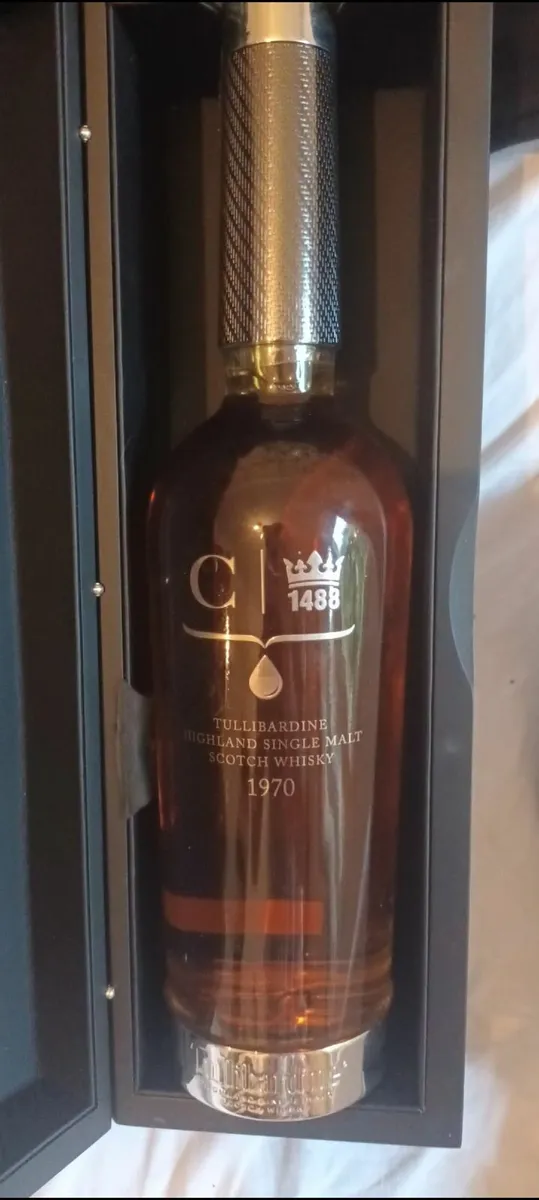 C 1488
TULLIBARDINE
HIGHLAND SINGLE MALT
SCOTCH WHISKY
1970
Tullibardine